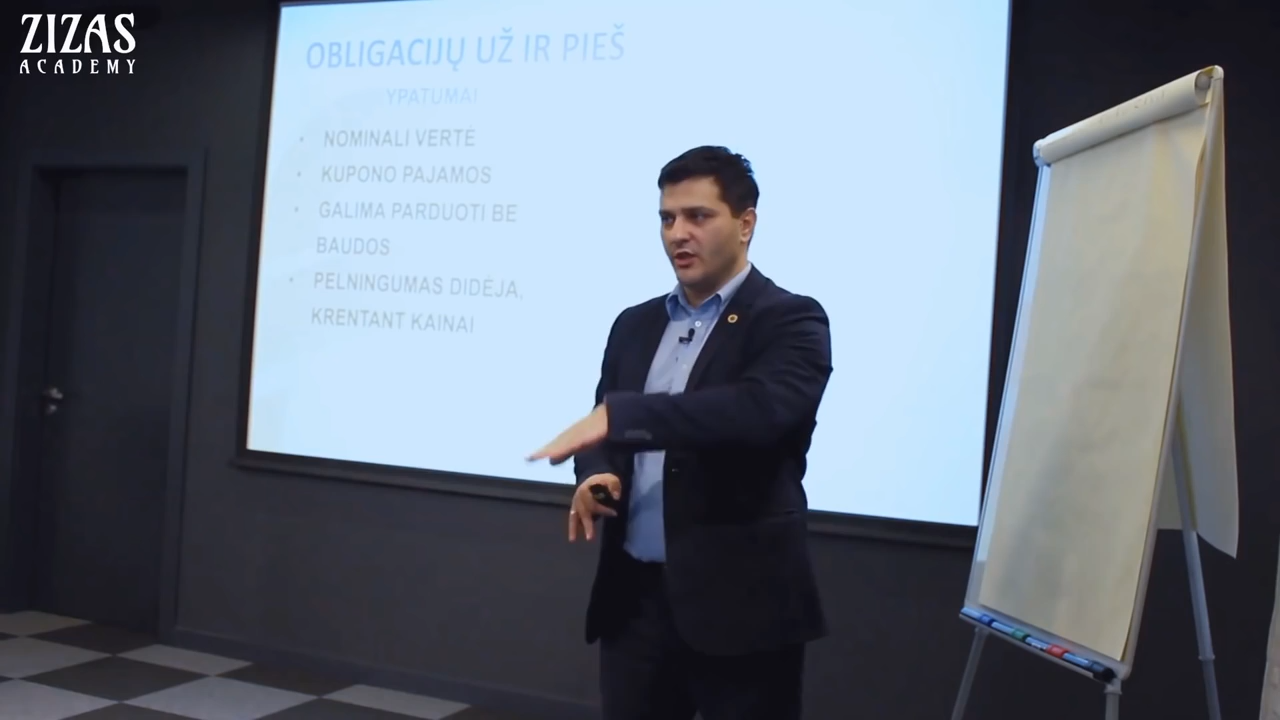 ZIZAS
ACADEMY
OBLIGACIJŲ UŽ IR PIEŠ
YPATUMAI
• NOMINALI VERTĖ
• KUPONO PAJAMOS
• GALIMA PARDUOTI BE
BAUDOS
• PELNINGUMAS DIDĖJA,
KRENTANT KAINAI